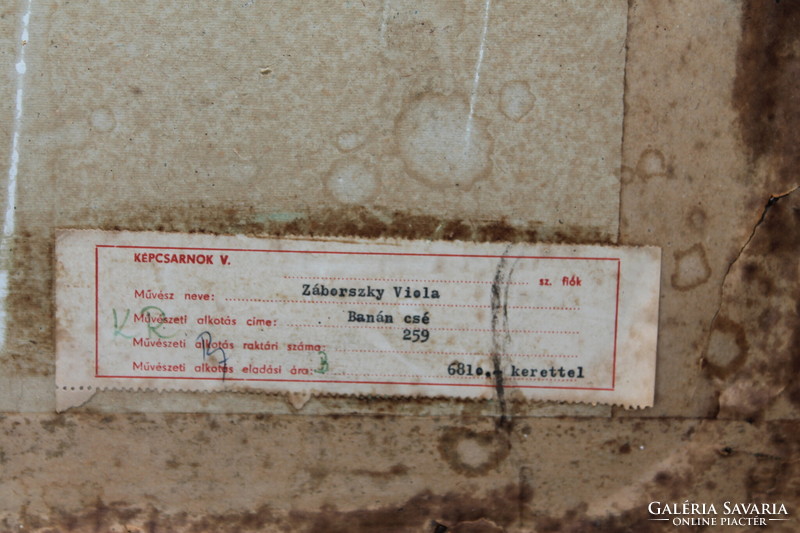 KÉPCSARNOK V.
sz. fiók
Művész neve: Záborszky Viola
Művészeti alkotás címe: Banán csé
Művészeti alkotás raktári száma 259
Művészeti alkotás eladási ára: 681o.- kerettel
GALÉRIA SAVARIA
ONLINE PIACTÉR